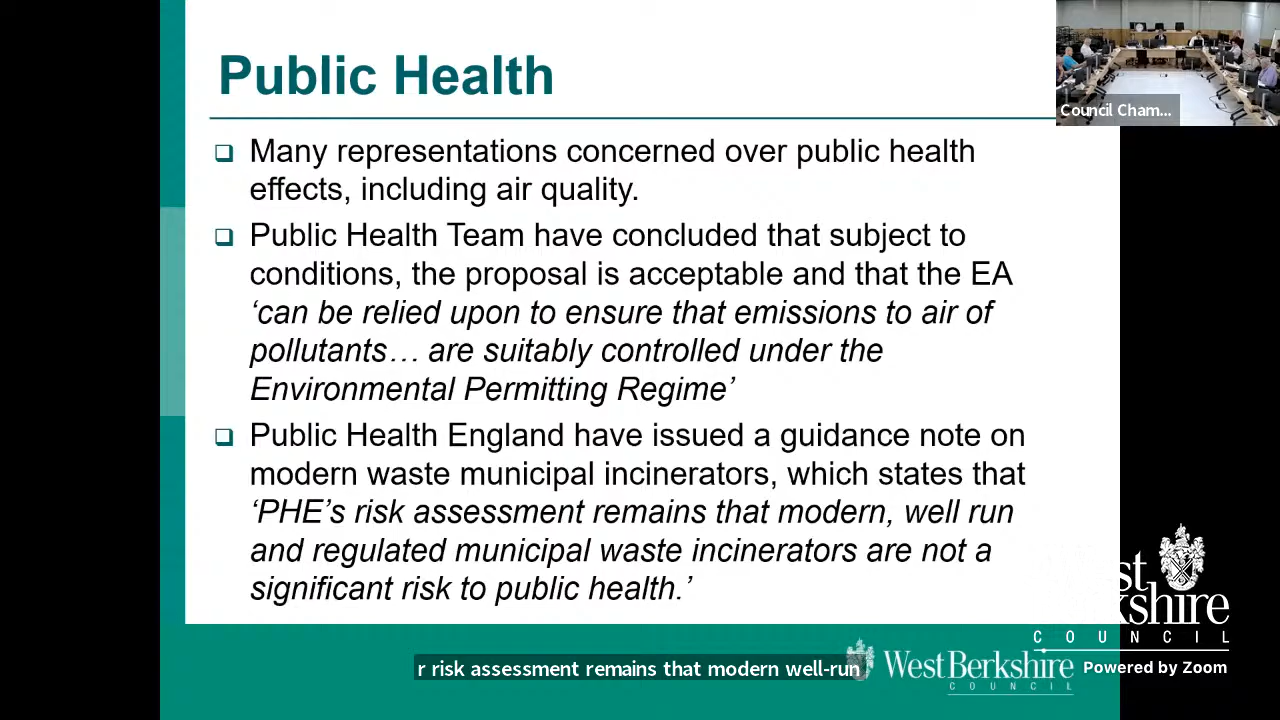 Public Health
Many representations concerned over public health
effects, including air quality.
Public Health Team have concluded that subject to
conditions, the proposal is acceptable and that the EA
‘can be relied upon to ensure that emissions to air of
pollutants… are suitably controlled under the
Environmental Permitting Regime’
Public Health England have issued a guidance note on
modern waste municipal incinerators, which states that
‘PHE’s risk assessment remains that modern, well run
and regulated municipal waste incinerators are not a
significant risk to public health.’
Council Cham...
st
rkshire
COUNCIL
Powered by Zoom
West Berkshire
COUNCIL
r risk assessment remains that modern well-run